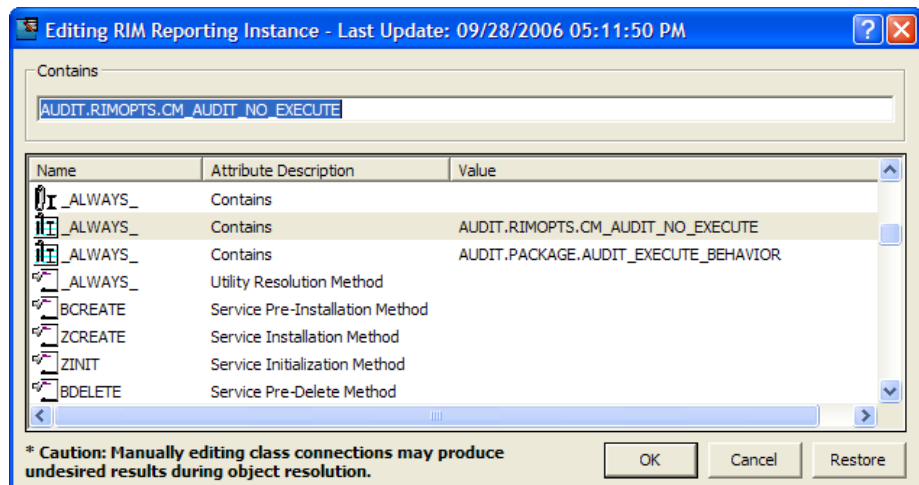 Editing RIM Reporting Instance - Last Update: 09/28/2006 05:11:50 PM
Contains
AUDIT.RIMOPTS.CM_AUDIT_NO_EXECUTE
Name Attribute Description Value
_ALWAYS_ Contains
_ALWAYS_ Contains AUDIT.RIMOPTS.CM_AUDIT_NO_EXECUTE
_ALWAYS_ Contains AUDIT.PACKAGE.AUDIT_EXECUTE_BEHAVIOR
_ALWAYS_ Utility Resolution Method
BCREATE Service Pre-Installation Method
ZCREATE Service Installation Method
ZINIT Service Initialization Method
BDELETE Service Pre-Delete Method
* Caution: Manually editing class connections may produce
undesired results during object resolution.
OK Cancel Restore